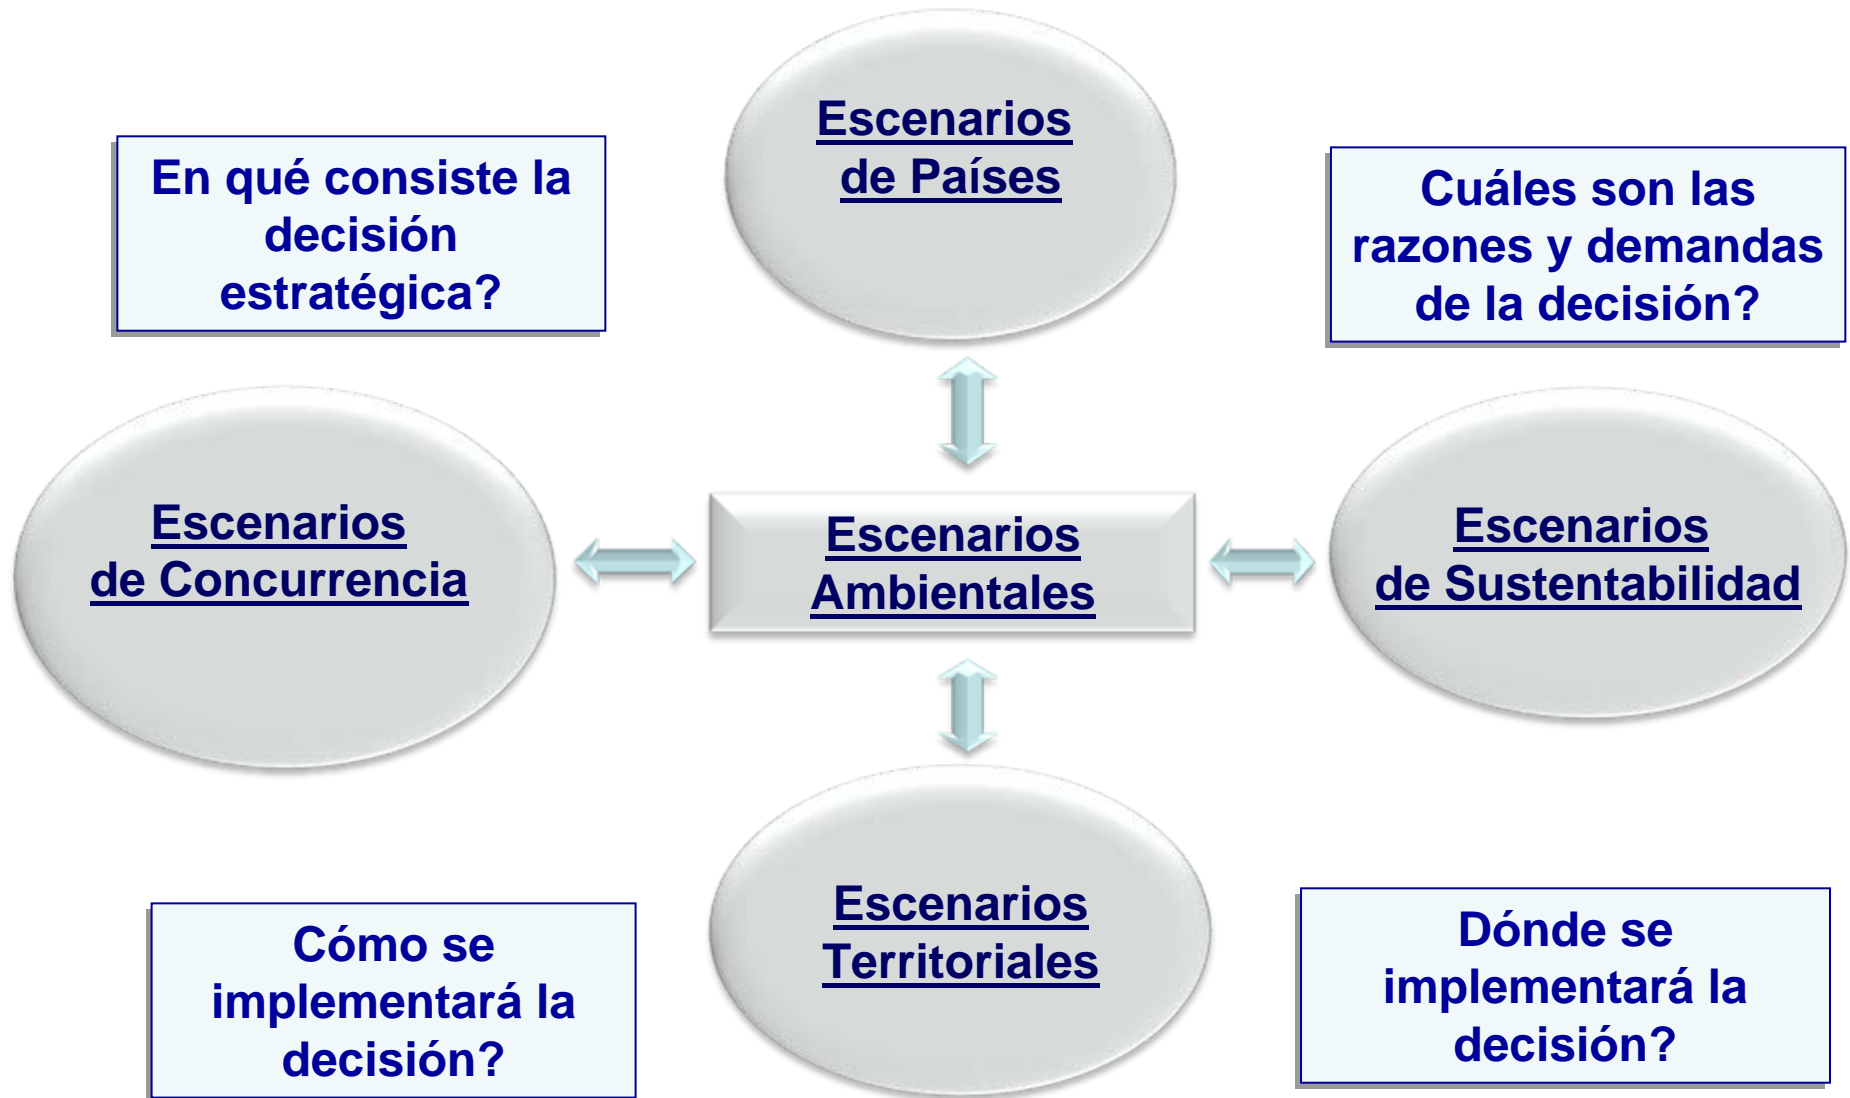 Escenarios
de Países
En qué consiste la
decisión
estratégica?
Cuáles son las
razones y demandas
de la decisión?
Escenarios
de Concurrencia
Escenarios
Ambientales
Escenarios
de Sustentabilidad
Escenarios
Territoriales
Cómo se
implementará la
decisión?
Dónde se
implementará la
decisión?